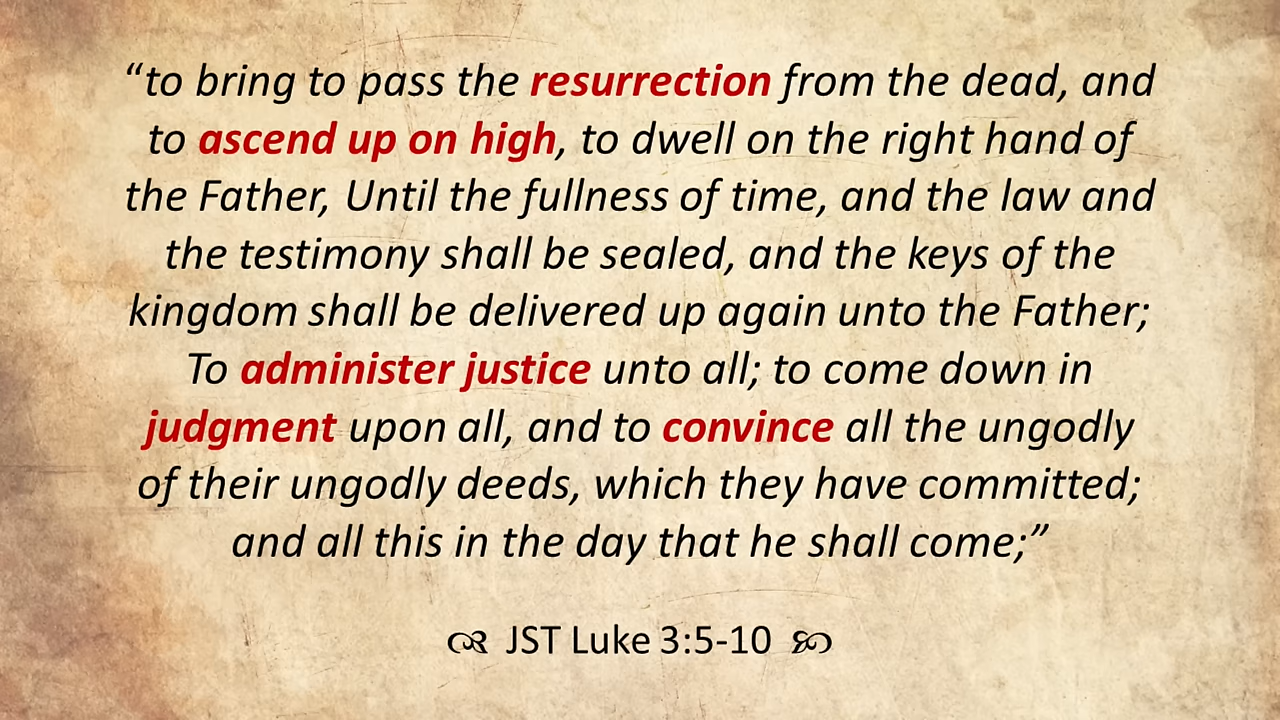 “to bring to pass the resurrection from the dead, and
to ascend up on high, to dwell on the right hand of
the Father, Until the fullness of time, and the law and
the testimony shall be sealed, and the keys of the
kingdom shall be delivered up again unto the Father;
To administer justice unto all; to come down in
judgment upon all, and to convince all the ungodly
of their ungodly deeds, which they have committed;
and all this in the day that he shall come;”
JST Luke 3:5-10